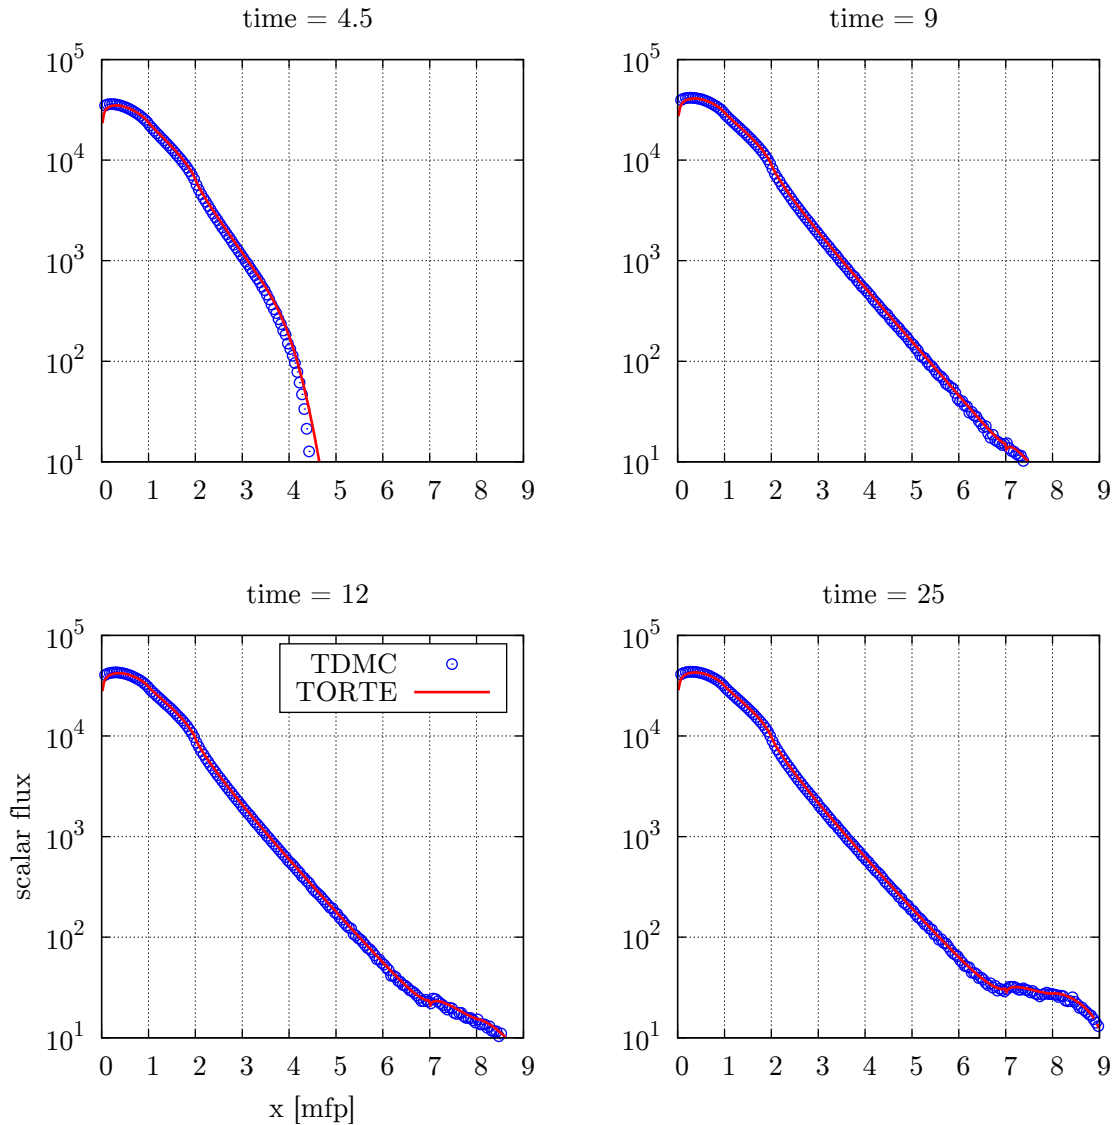 time = 4.5
time = 9
10^5
10^4
10^3
10^2
10^1
0 1 2 3 4 5 6 7 8 9
10^5
10^4
10^3
10^2
10^1
0 1 2 3 4 5 6 7 8 9
time = 12
time = 25
10^5
10^4
10^3
10^2
10^1
0 1 2 3 4 5 6 7 8 9
TDMC
TORTE
scalar flux
x [mfp]
10^5
10^4
10^3
10^2
10^1
0 1 2 3 4 5 6 7 8 9